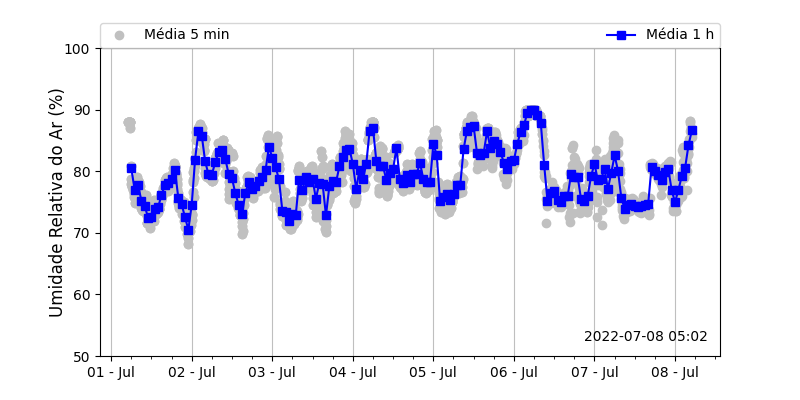 Média 5 min
Média 1 h
Umidade Relativa do Ar (%)
100
90
80
70
60
50
2022-07-08 05:02
01 - Jul
02 - Jul
03 - Jul
04 - Jul
05 - Jul
06 - Jul
07 - Jul
08 - Jul